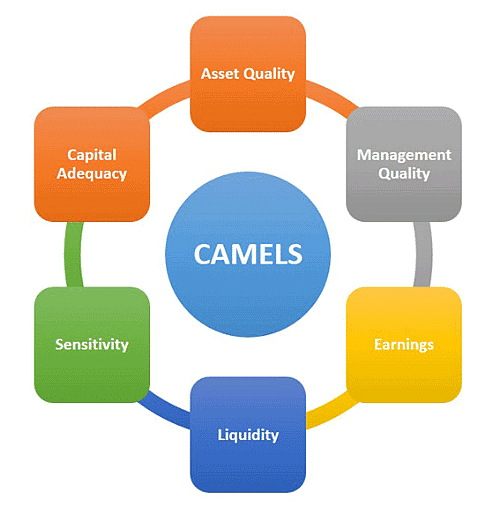 Asset Quality
Capital
Adequacy
Management
Quality
CAMELS
Sensitivity
Earnings
Liquidity